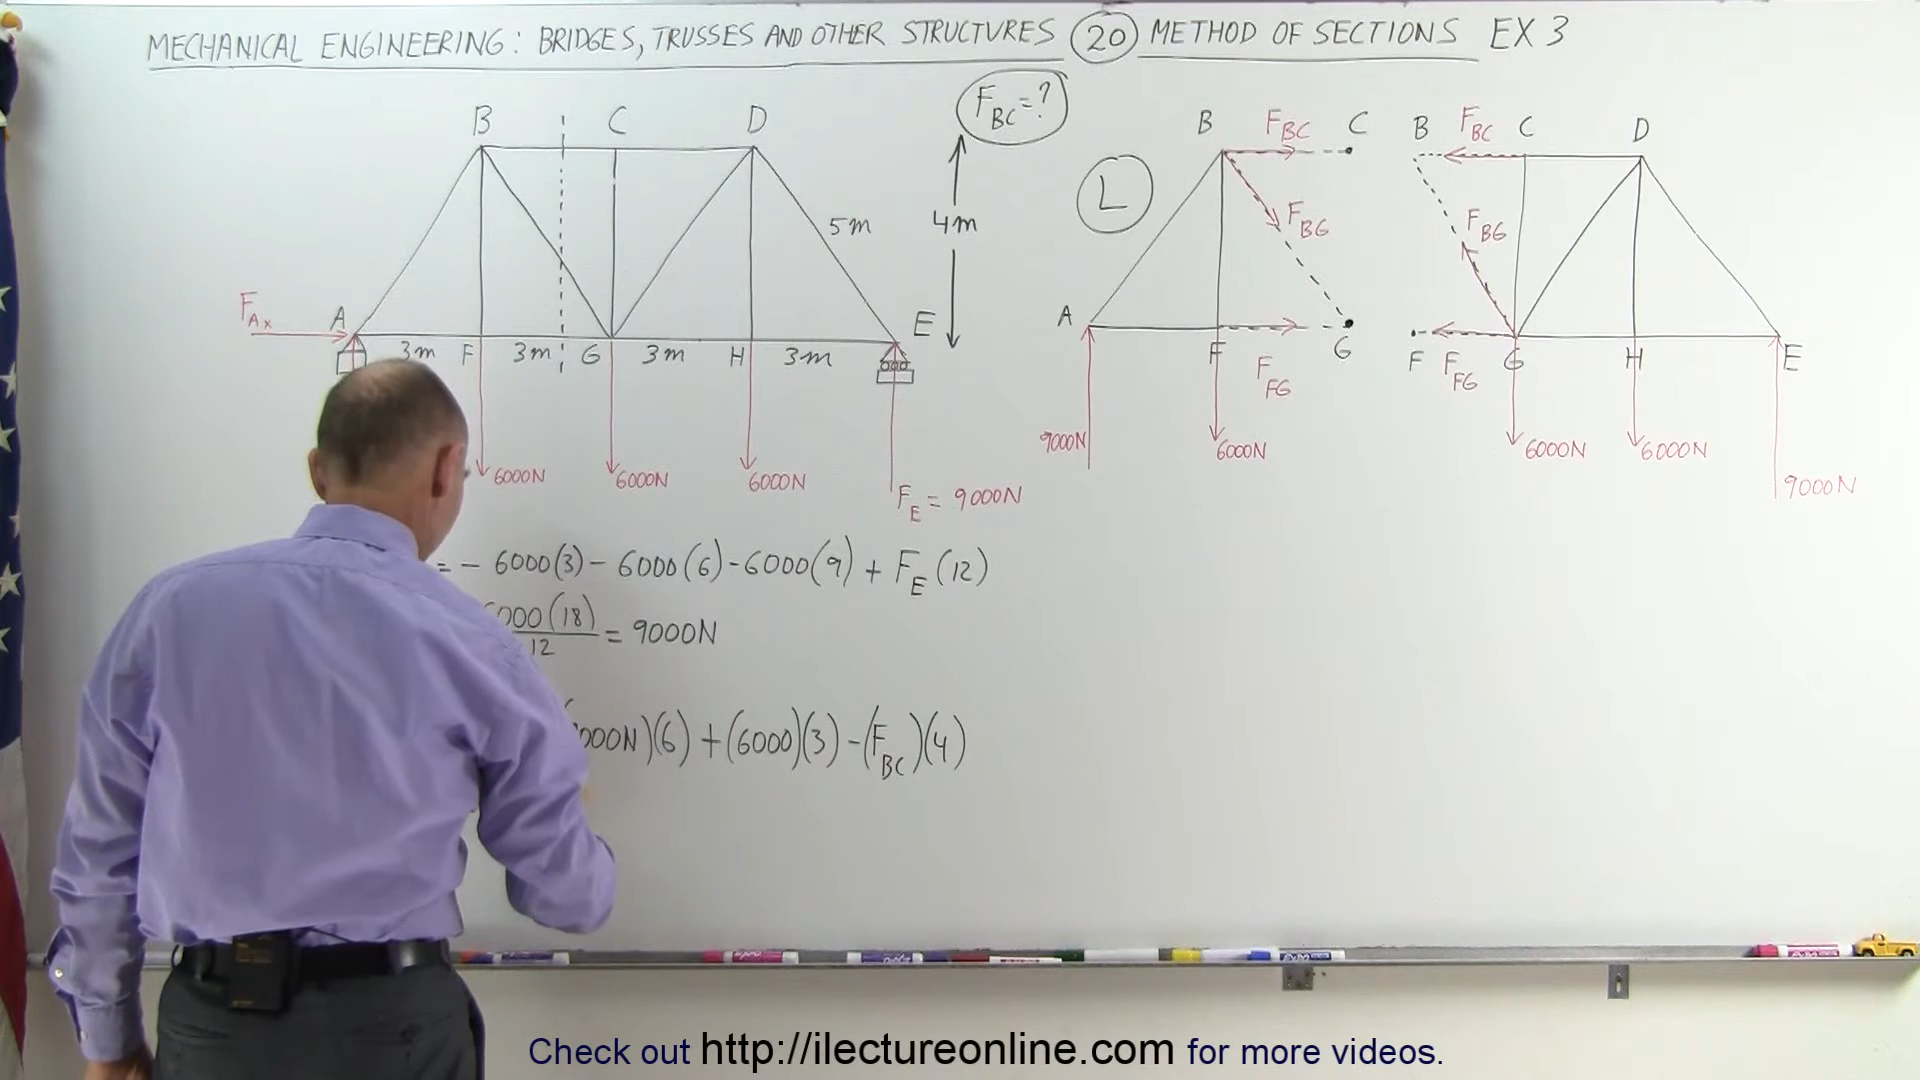 MECHANICAL ENGINEERING: BRIDGES, TRUSSES AND OTHER STRUCTURES 20 METHOD OF SECTIONS EX 3
F_BC = ?
B C D
5m
4m
F_Ax
A
E
3m F 3m G 3m H 3m
6000N 6000N 6000N
F_E = 9000N
L
B F_BC C
F_BG
A
F G
F_FG
9000N
6000N
B F_BC C D
F_BG
F F_FG G H E
6000N 6000N
9000N
= - 6000(3) - 6000(6) - 6000(9) + F_E (12)
000(18)
12
= 9000N
000N)(6) + (6000)(3) - (F_BC)(4)
EXPO
Check out http://ilectureonline.com for more videos.